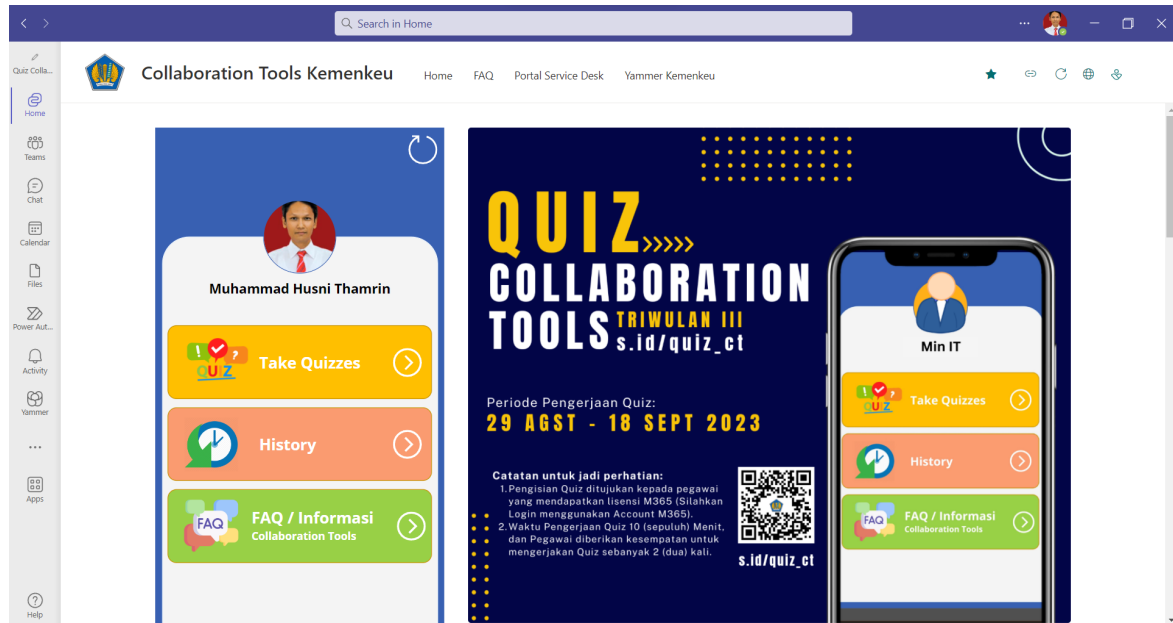 Search in Home
Quiz Colla...
Home
Teams
Chat
Calendar
Files
Power Aut...
Activity
Yammer
Apps
Help
Collaboration Tools Kemenkeu
Home FAQ Portal Service Desk Yammer Kemenkeu
Muhammad Husni Thamrin
QUIZ Take Quizzes
History
FAQ FAQ / Informasi
Collaboration Tools
QUIZ >>>>>
COLLABORATION
TOOLS TRIWULAN III
s.id/quiz_ct
Periode Pengerjaan Quiz:
29 AGST - 18 SEPT 2023
Catatan untuk jadi perhatian:
1. Pengisian Quiz ditujukan kepada pegawai
yang mendapatkan lisensi M365 (Silahkan
Login menggunakan Account M365).
2. Waktu Pengerjaan Quiz 10 (sepuluh) Menit,
dan Pegawai diberikan kesempatan untuk
mengerjakan Quiz sebanyak 2 (dua) kali.
s.id/quiz_ct
Min IT
QUIZ Take Quizzes
History
FAQ FAQ / Informasi
Collaboration Tools